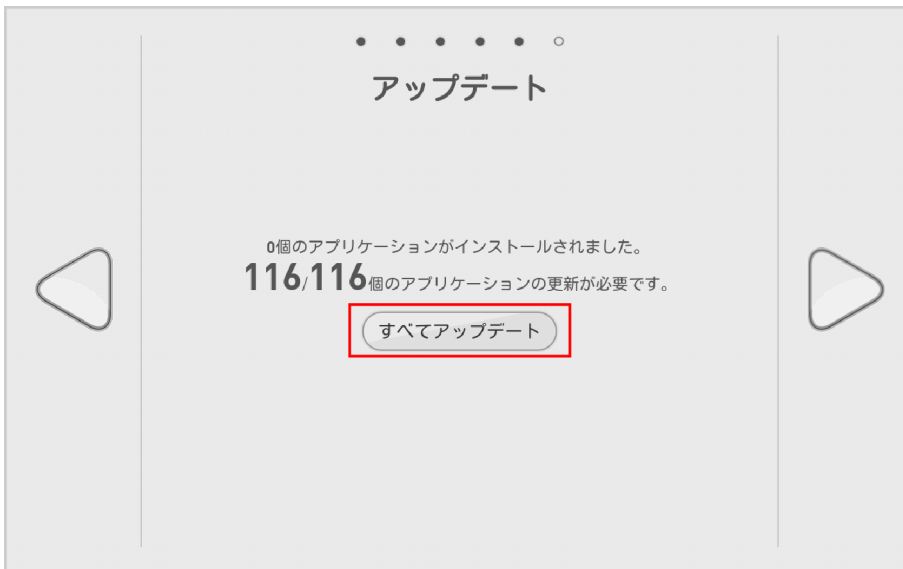 アップデート
0個のアプリケーションがインストールされました。
116/116個のアプリケーションの更新が必要です。
すべてアップデート